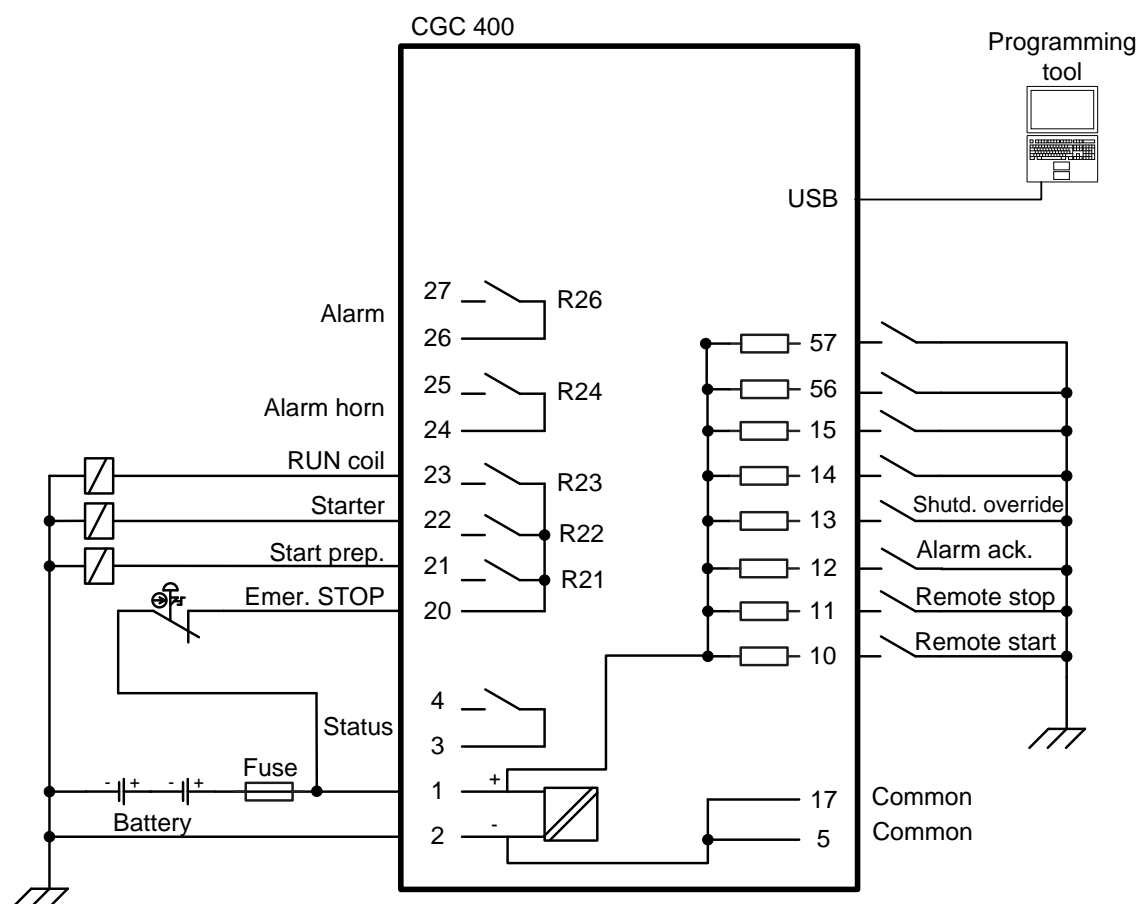 CGC 400
Programming
tool
USB
Alarm
27
R26
26
Alarm horn
25
R24
24
RUN coil
23
R23
Starter
22
R22
Start prep.
21
R21
Emer. STOP
20
Status
4
3
- + - +
Fuse
1
+
Battery
2
-
57
56
15
14
13
Shutd. override
12
Alarm ack.
11
Remote stop
10
Remote start
17
Common
5
Common